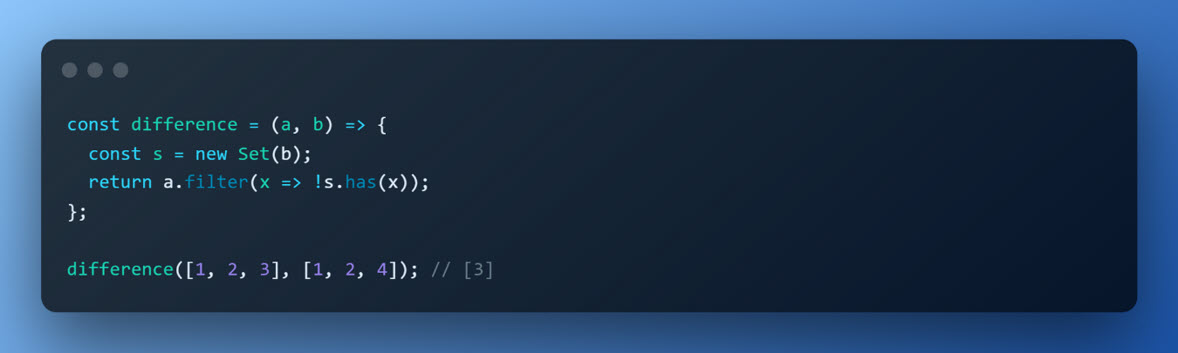 const difference = (a, b) => {
  const s = new Set(b);
  return a.filter(x => !s.has(x));
};

difference([1, 2, 3], [1, 2, 4]); // [3]